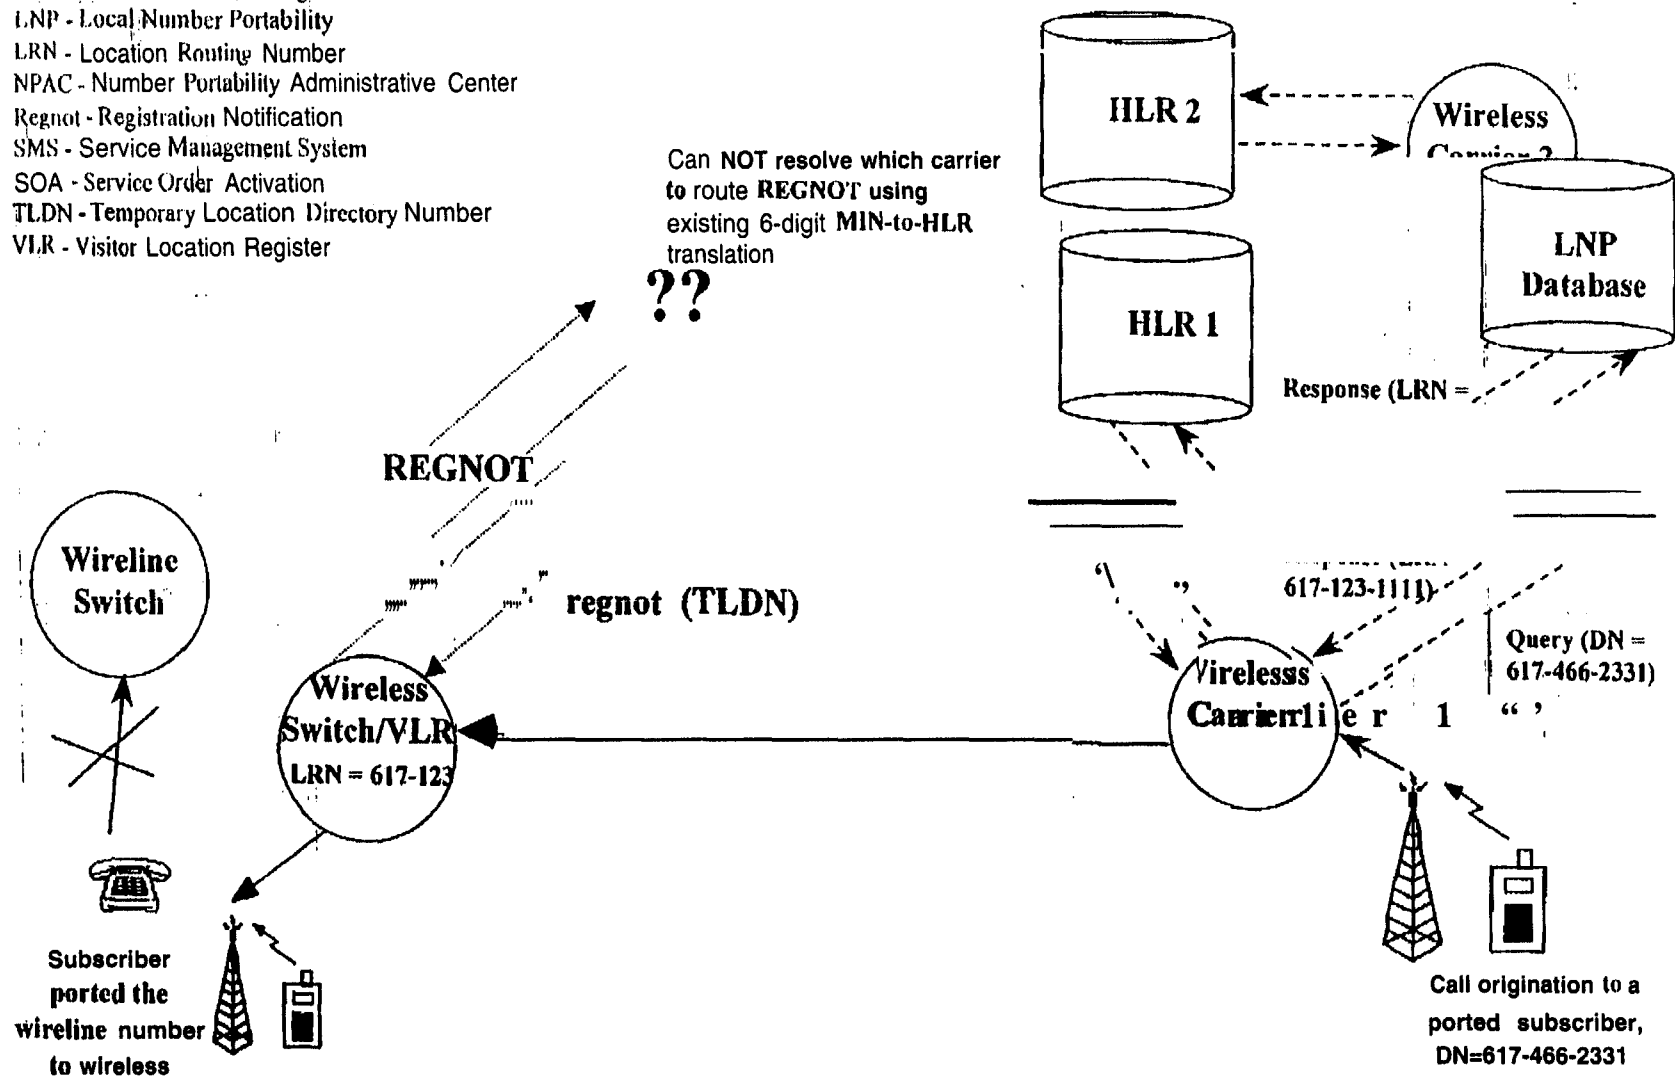 LNP - Local Number Portability
LRN - Location Routing Number
NPAC - Number Portability Administrative Center
Regnot - Registration Notification
SMS - Service Management System
SOA - Service Order Activation
TLDN - Temporary Location Directory Number
VLR - Visitor Location Register
Can NOT resolve which carrier
to route REGNOT using
existing 6-digit MIN-to-HLR
translation
??
HLR 2
Wireless
Carrier 2
LNP
Database
HLR 1
Response (LRN =
REGNOT
Wireline
Switch
regnot (TLDN)
617-123-1111)
Query (DN =
617-466-2331)
Wireless
Switch/VLR
LRN = 617-123
1
Subscriber
ported the
wireline number
to wireless
Call origination to a
ported subscriber,
DN=617-466-2331